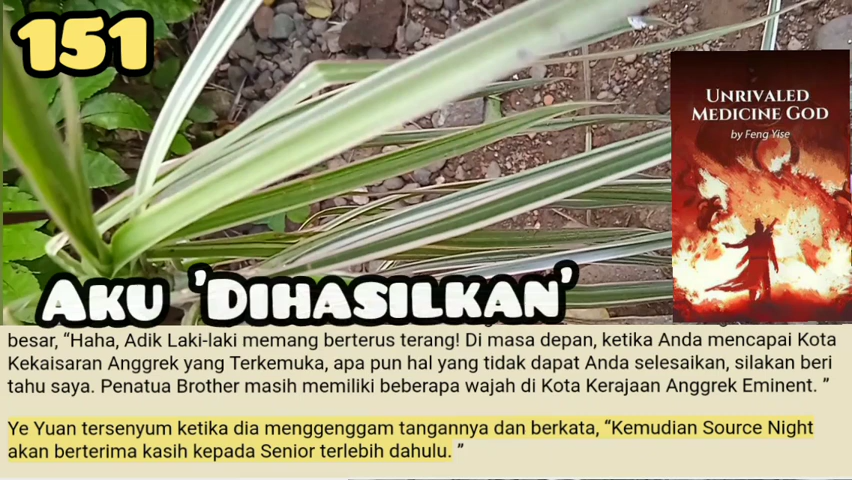 151
UNRIVALED
MEDICINE GOD
by Feng Yise
AKU 'DIHASILKAN'
besar, “Haha, Adik Laki-laki memang berterus terang! Di masa depan, ketika Anda mencapai Kota
Kekaisaran Anggrek yang Terkemuka, apa pun hal yang tidak dapat Anda selesaikan, silakan beri
tahu saya. Penatua Brother masih memiliki beberapa wajah di Kota Kerajaan Anggrek Eminent. ”
Ye Yuan tersenyum ketika dia menggenggam tangannya dan berkata, “Kemudian Source Night
akan berterima kasih kepada Senior terlebih dahulu. ”